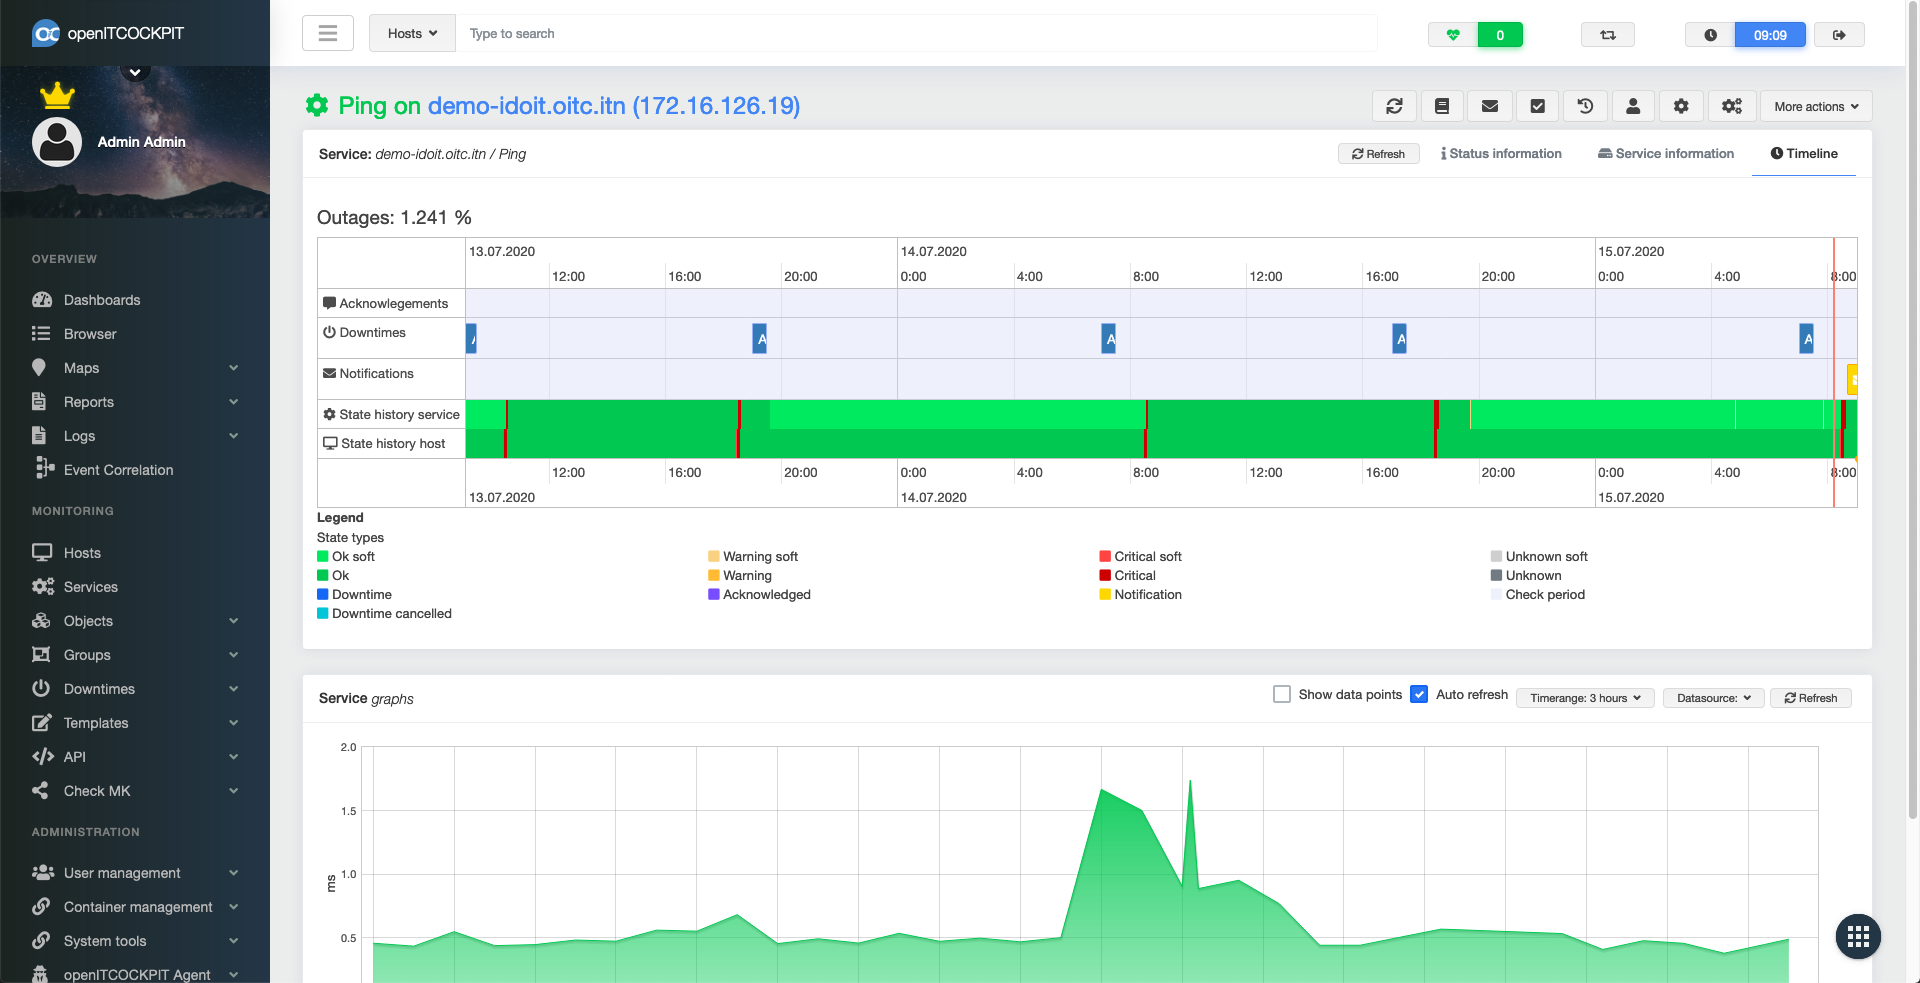 openITCOCKPIT
Hosts
Type to search
0
09:09
Admin Admin
OVERVIEW
Dashboards
Browser
Maps
Reports
Logs
Event Correlation
MONITORING
Hosts
Services
Objects
Groups
Downtimes
Templates
API
Check MK
ADMINISTRATION
User management
Container management
System tools
openITCOCKPIT Agent
Ping on demo-idoit.oitc.itn (172.16.126.19)
More actions
Service: demo-idoit.oitc.itn / Ping
Refresh
Status information
Service information
Timeline
Outages: 1.241 %
13.07.2020 14.07.2020 15.07.2020
12:00 16:00 20:00 0:00 4:00 8:00 12:00 16:00 20:00 0:00 4:00 8:00
Acknowlegements
Downtimes
A A A A A
Notifications
State history service
State history host
12:00 16:00 20:00 0:00 4:00 8:00 12:00 16:00 20:00 0:00 4:00 8:00
13.07.2020 14.07.2020 15.07.2020
Legend
State types
Ok soft Warning soft Critical soft Unknown soft
Ok Warning Critical Unknown
Downtime Acknowledged Notification Check period
Downtime cancelled
Service graphs
Show data points
Auto refresh
Timerange: 3 hours
Datasource:
Refresh
2.0
1.5
1.0
0.5
ms